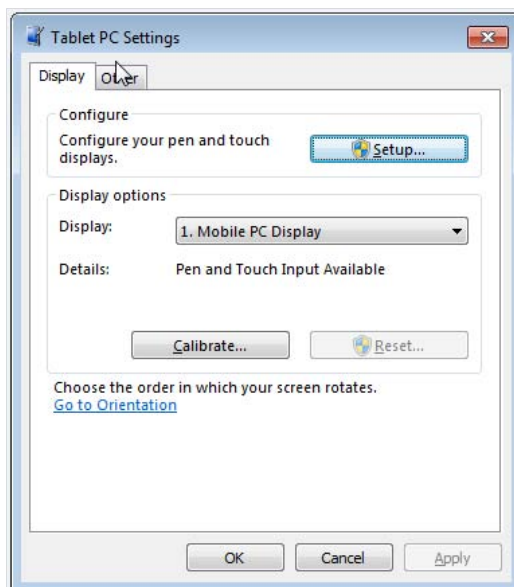 Tablet PC Settings
Display
Other
Configure
Configure your pen and touch
displays.
Setup...
Display options
Display:
1. Mobile PC Display
Details:
Pen and Touch Input Available
Calibrate...
Reset...
Choose the order in which your screen rotates.
Go to Orientation
OK
Cancel
Apply